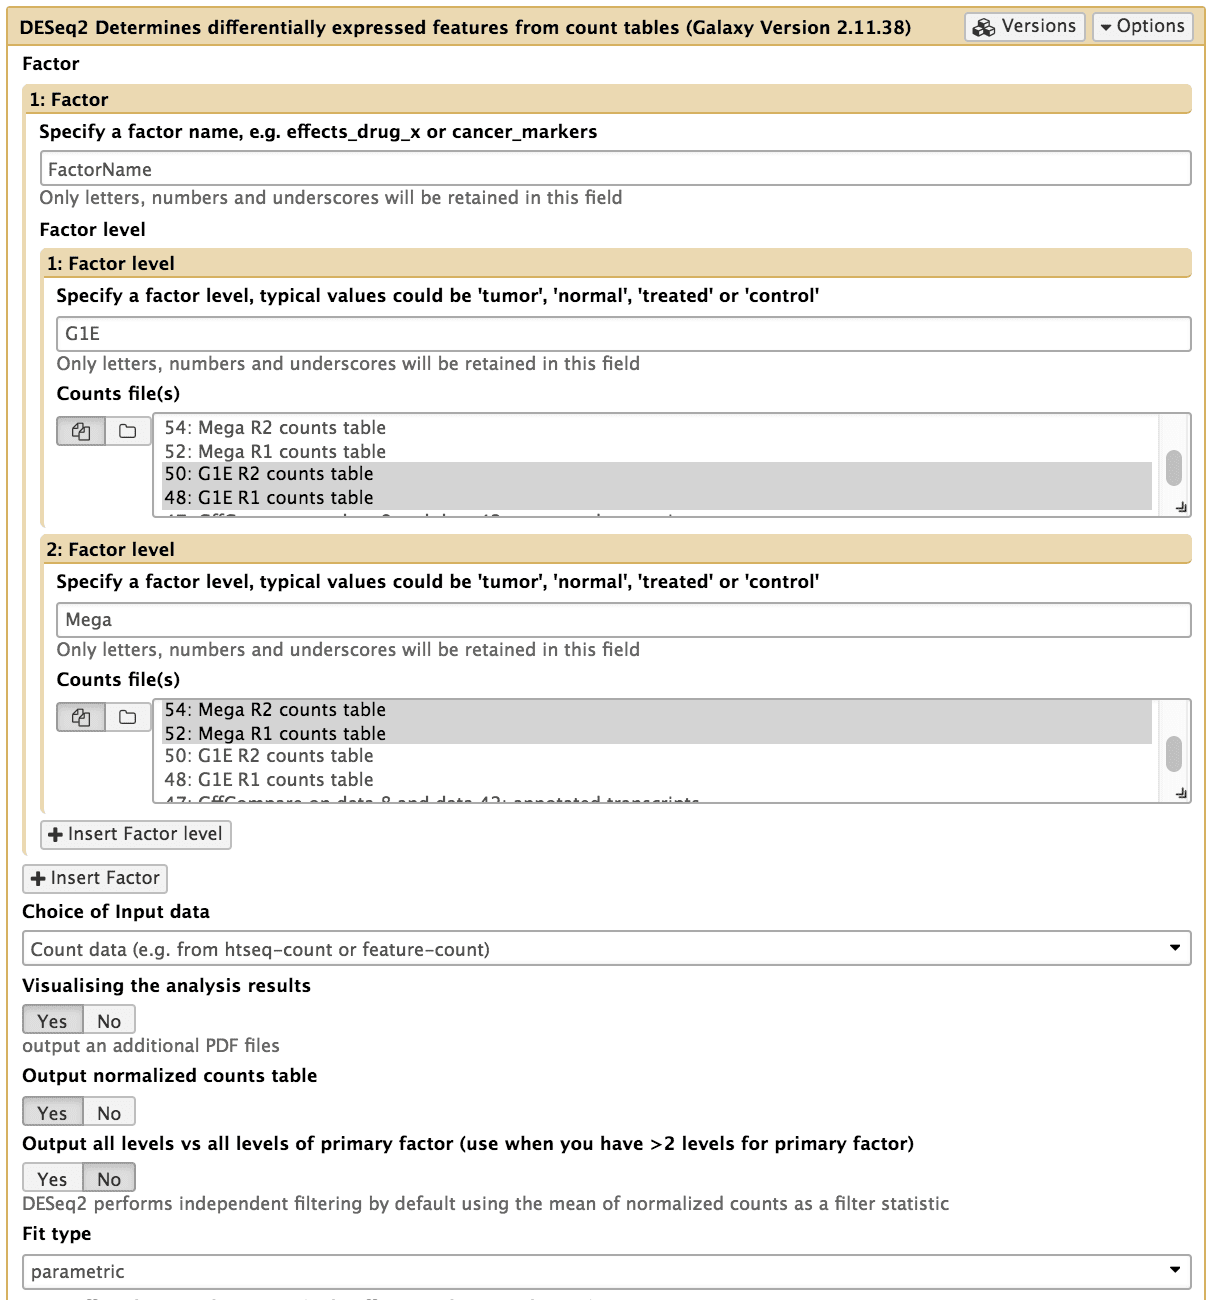 DESeq2 Determines differentially expressed features from count tables (Galaxy Version 2.11.38) Versions Options
Factor
1: Factor
Specify a factor name, e.g. effects_drug_x or cancer_markers
FactorName
Only letters, numbers and underscores will be retained in this field
Factor level
1: Factor level
Specify a factor level, typical values could be 'tumor', 'normal', 'treated' or 'control'
G1E
Only letters, numbers and underscores will be retained in this field
Counts file(s)
54: Mega R2 counts table
52: Mega R1 counts table
50: G1E R2 counts table
48: G1E R1 counts table
2: Factor level
Specify a factor level, typical values could be 'tumor', 'normal', 'treated' or 'control'
Mega
Only letters, numbers and underscores will be retained in this field
Counts file(s)
54: Mega R2 counts table
52: Mega R1 counts table
50: G1E R2 counts table
48: G1E R1 counts table
47: GffCompare on data 8 and data 42: annotated transcripts
Insert Factor level
Insert Factor
Choice of Input data
Count data (e.g. from htseq-count or feature-count)
Visualising the analysis results
Yes No
output an additional PDF files
Output normalized counts table
Yes No
Output all levels vs all levels of primary factor (use when you have >2 levels for primary factor)
Yes No
DESeq2 performs independent filtering by default using the mean of normalized counts as a filter statistic
Fit type
parametric